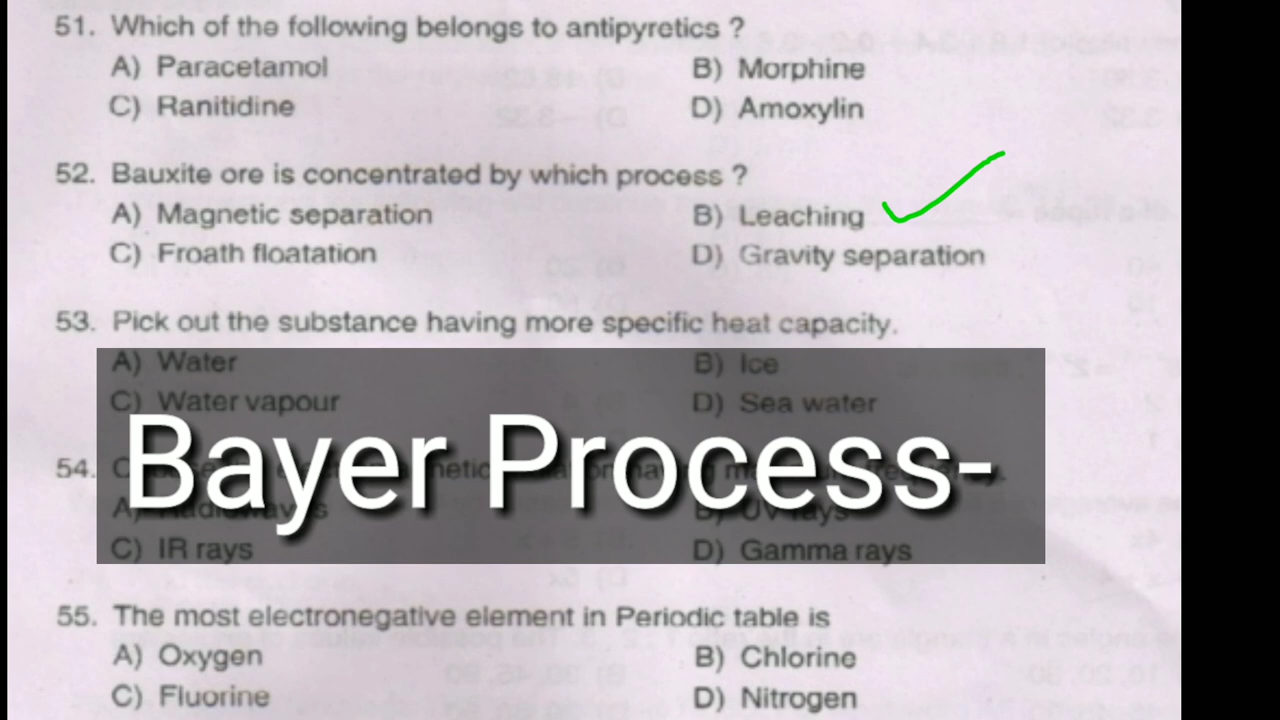 51. Which of the following belongs to antipyretics ?
A) Paracetamol B) Morphine
C) Ranitidine D) Amoxylin
52. Bauxite ore is concentrated by which process ?
A) Magnetic separation B) Leaching
C) Froath floatation D) Gravity separation
53. Pick out the substance having more specific heat capacity.
A) Water B) Ice
C) Water vapour D) Sea water
Bayer Process-
54.
A) Radiowaves B) UV rays
C) IR rays D) Gamma rays
55. The most electronegative element in Periodic table is
A) Oxygen B) Chlorine
C) Fluorine D) Nitrogen